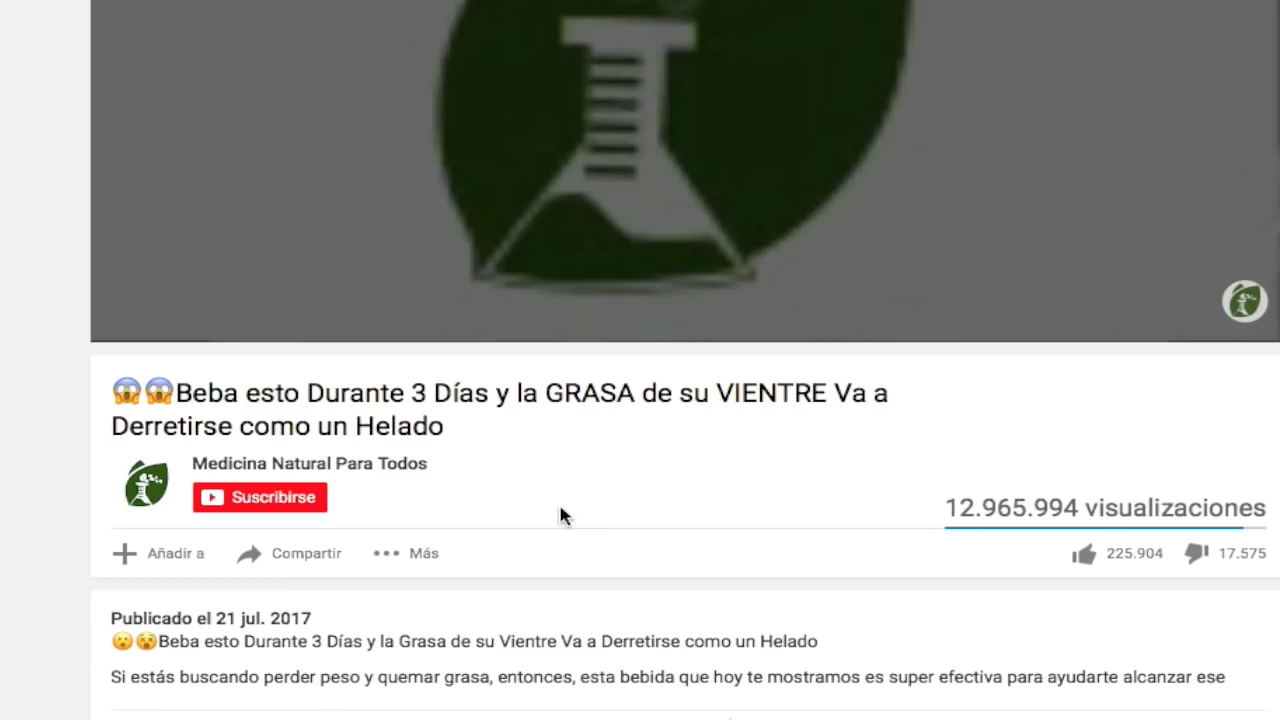 😱😱Beba esto Durante 3 Días y la GRASA de su VIENTRE Va a
Derretirse como un Helado
Medicina Natural Para Todos
Suscribirse
12.965.994 visualizaciones
Añadir a Compartir Más 225.904 17.575
Publicado el 21 jul. 2017
😮😵Beba esto Durante 3 Días y la Grasa de su Vientre Va a Derretirse como un Helado
Si estás buscando perder peso y quemar grasa, entonces, esta bebida que hoy te mostramos es super efectiva para ayudarte alcanzar ese